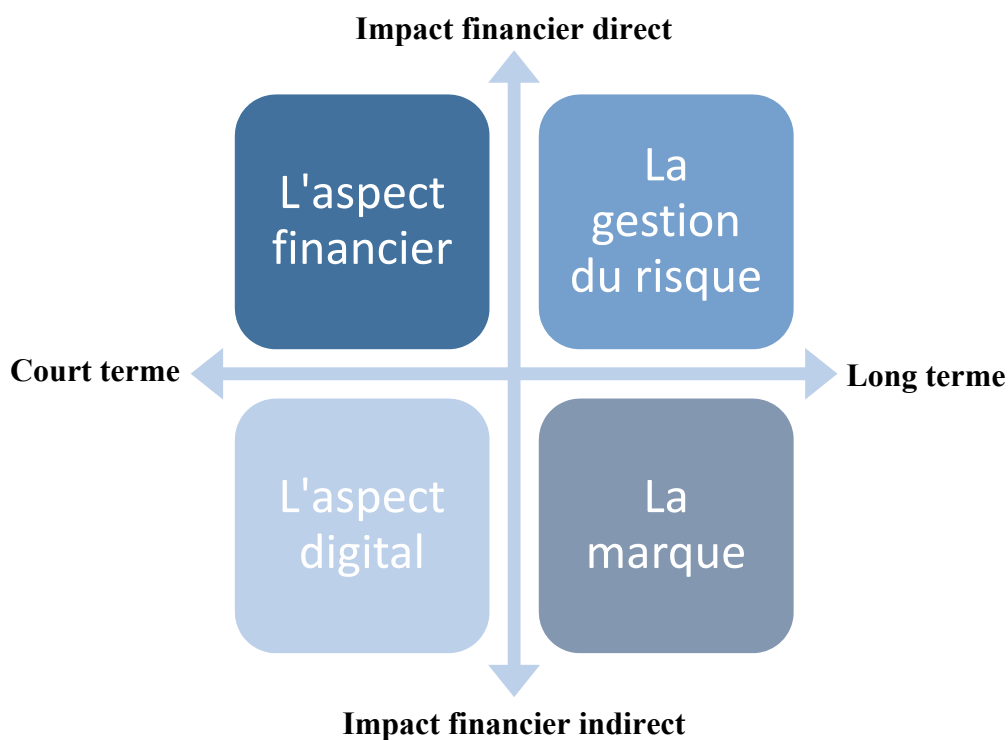 Impact financier direct
L'aspect
financier
La
gestion
du risque
Court terme
Long terme
L'aspect
digital
La
marque
Impact financier indirect